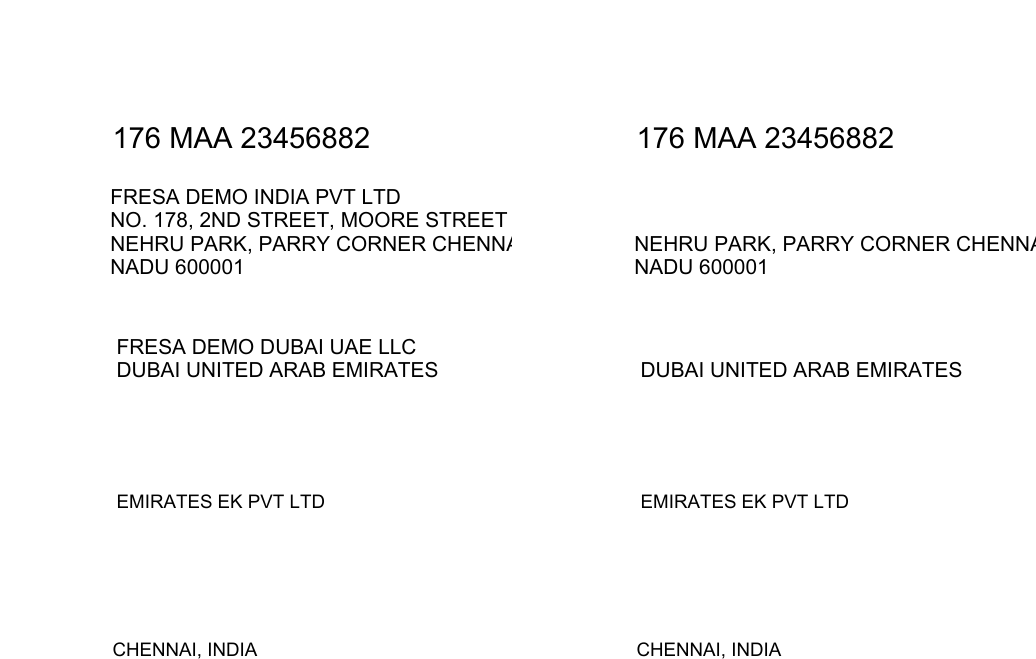 176 MAA 23456882
FRESA DEMO INDIA PVT LTD
NO. 178, 2ND STREET, MOORE STREET
NEHRU PARK, PARRY CORNER
NADU 600001
FRESA DEMO DUBAI UAE LLC
DUBAI UNITED ARAB EMIRATES
EMIRATES EK PVT LTD
CHENNAI, INDIA
176 MAA 23456882
NEHRU PARK, PARRY CORNER
NADU 600001
DUBAI UNITED ARAB EMIRATES
EMIRATES EK PVT LTD
CHENNAI, INDIA